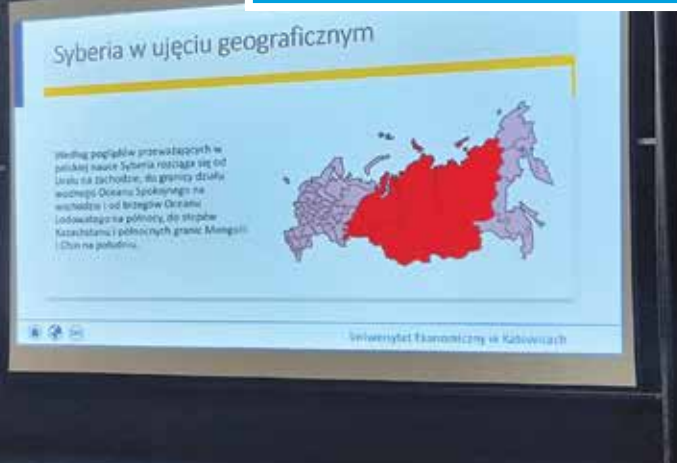 Syberia w ujęciu geograficznym
Według poglądów przeważających w
polskiej nauce Syberia rozciąga się od
Uralu na zachodzie, do granicy działu
wodnego Oceanu Spokojnego na
wschodzie i od brzegów Oceanu
Lodowatego na północy, do stepów
Kazachstanu i północnych granic Mongolii
i Chin na południu.
Uniwersytet Ekonomiczny w Katowicach